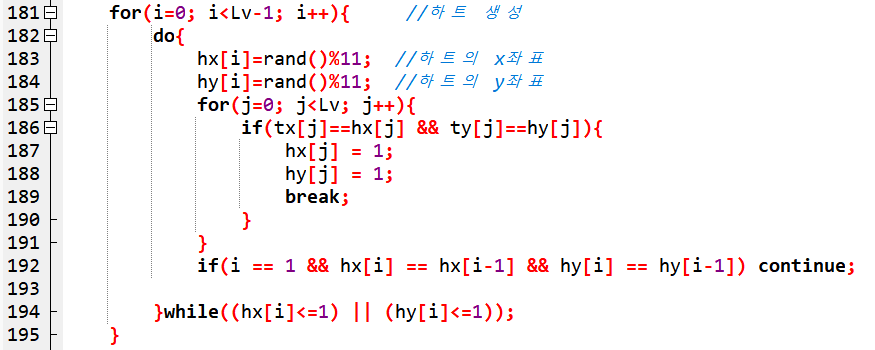 181 for(i=0; i<Lv-1; i++){ //하트 생성
182 do{
183 hx[i]=rand()%11; //하트의 x좌표
184 hy[i]=rand()%11; //하트의 y좌표
185 for(j=0; j<Lv; j++){
186 if(tx[j]==hx[j] && ty[j]==hy[j]){
187 hx[j] = 1;
188 hy[j] = 1;
189 break;
190 }
191 }
192 if(i == 1 && hx[i] == hx[i-1] && hy[i] == hy[i-1]) continue;
193
194 }while((hx[i]<=1) || (hy[i]<=1));
195 }